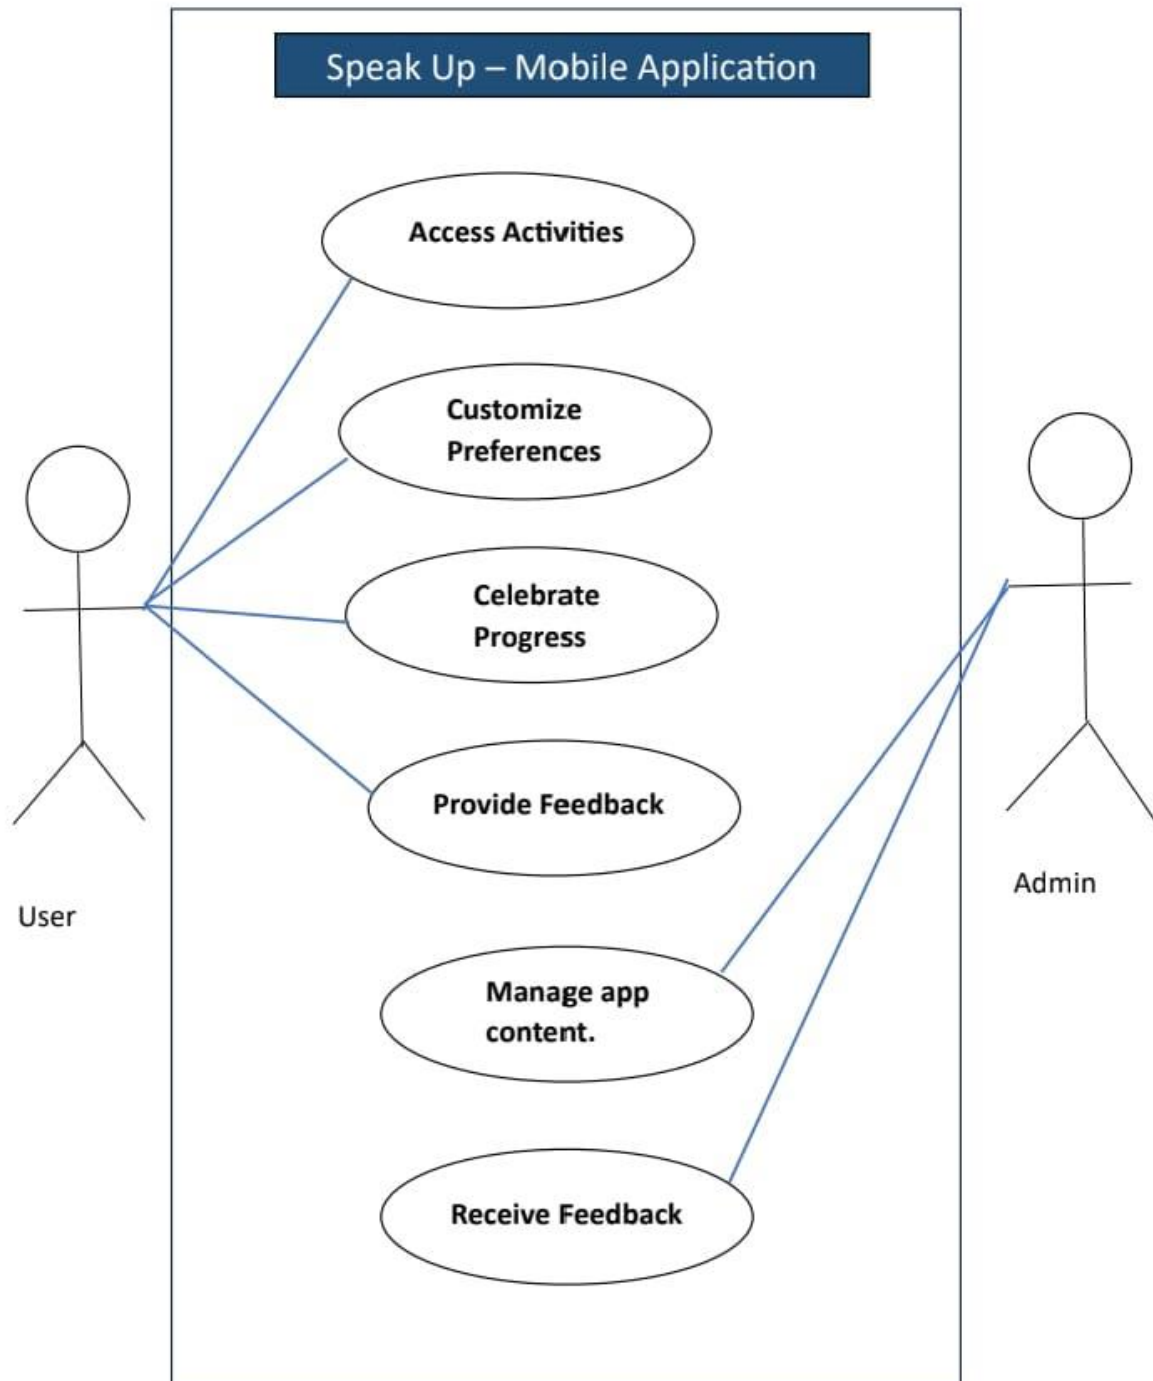 Speak Up – Mobile Application
Access Activities
Customize
Preferences
Celebrate
Progress
Provide Feedback
User
Admin
Manage app
content.
Receive Feedback